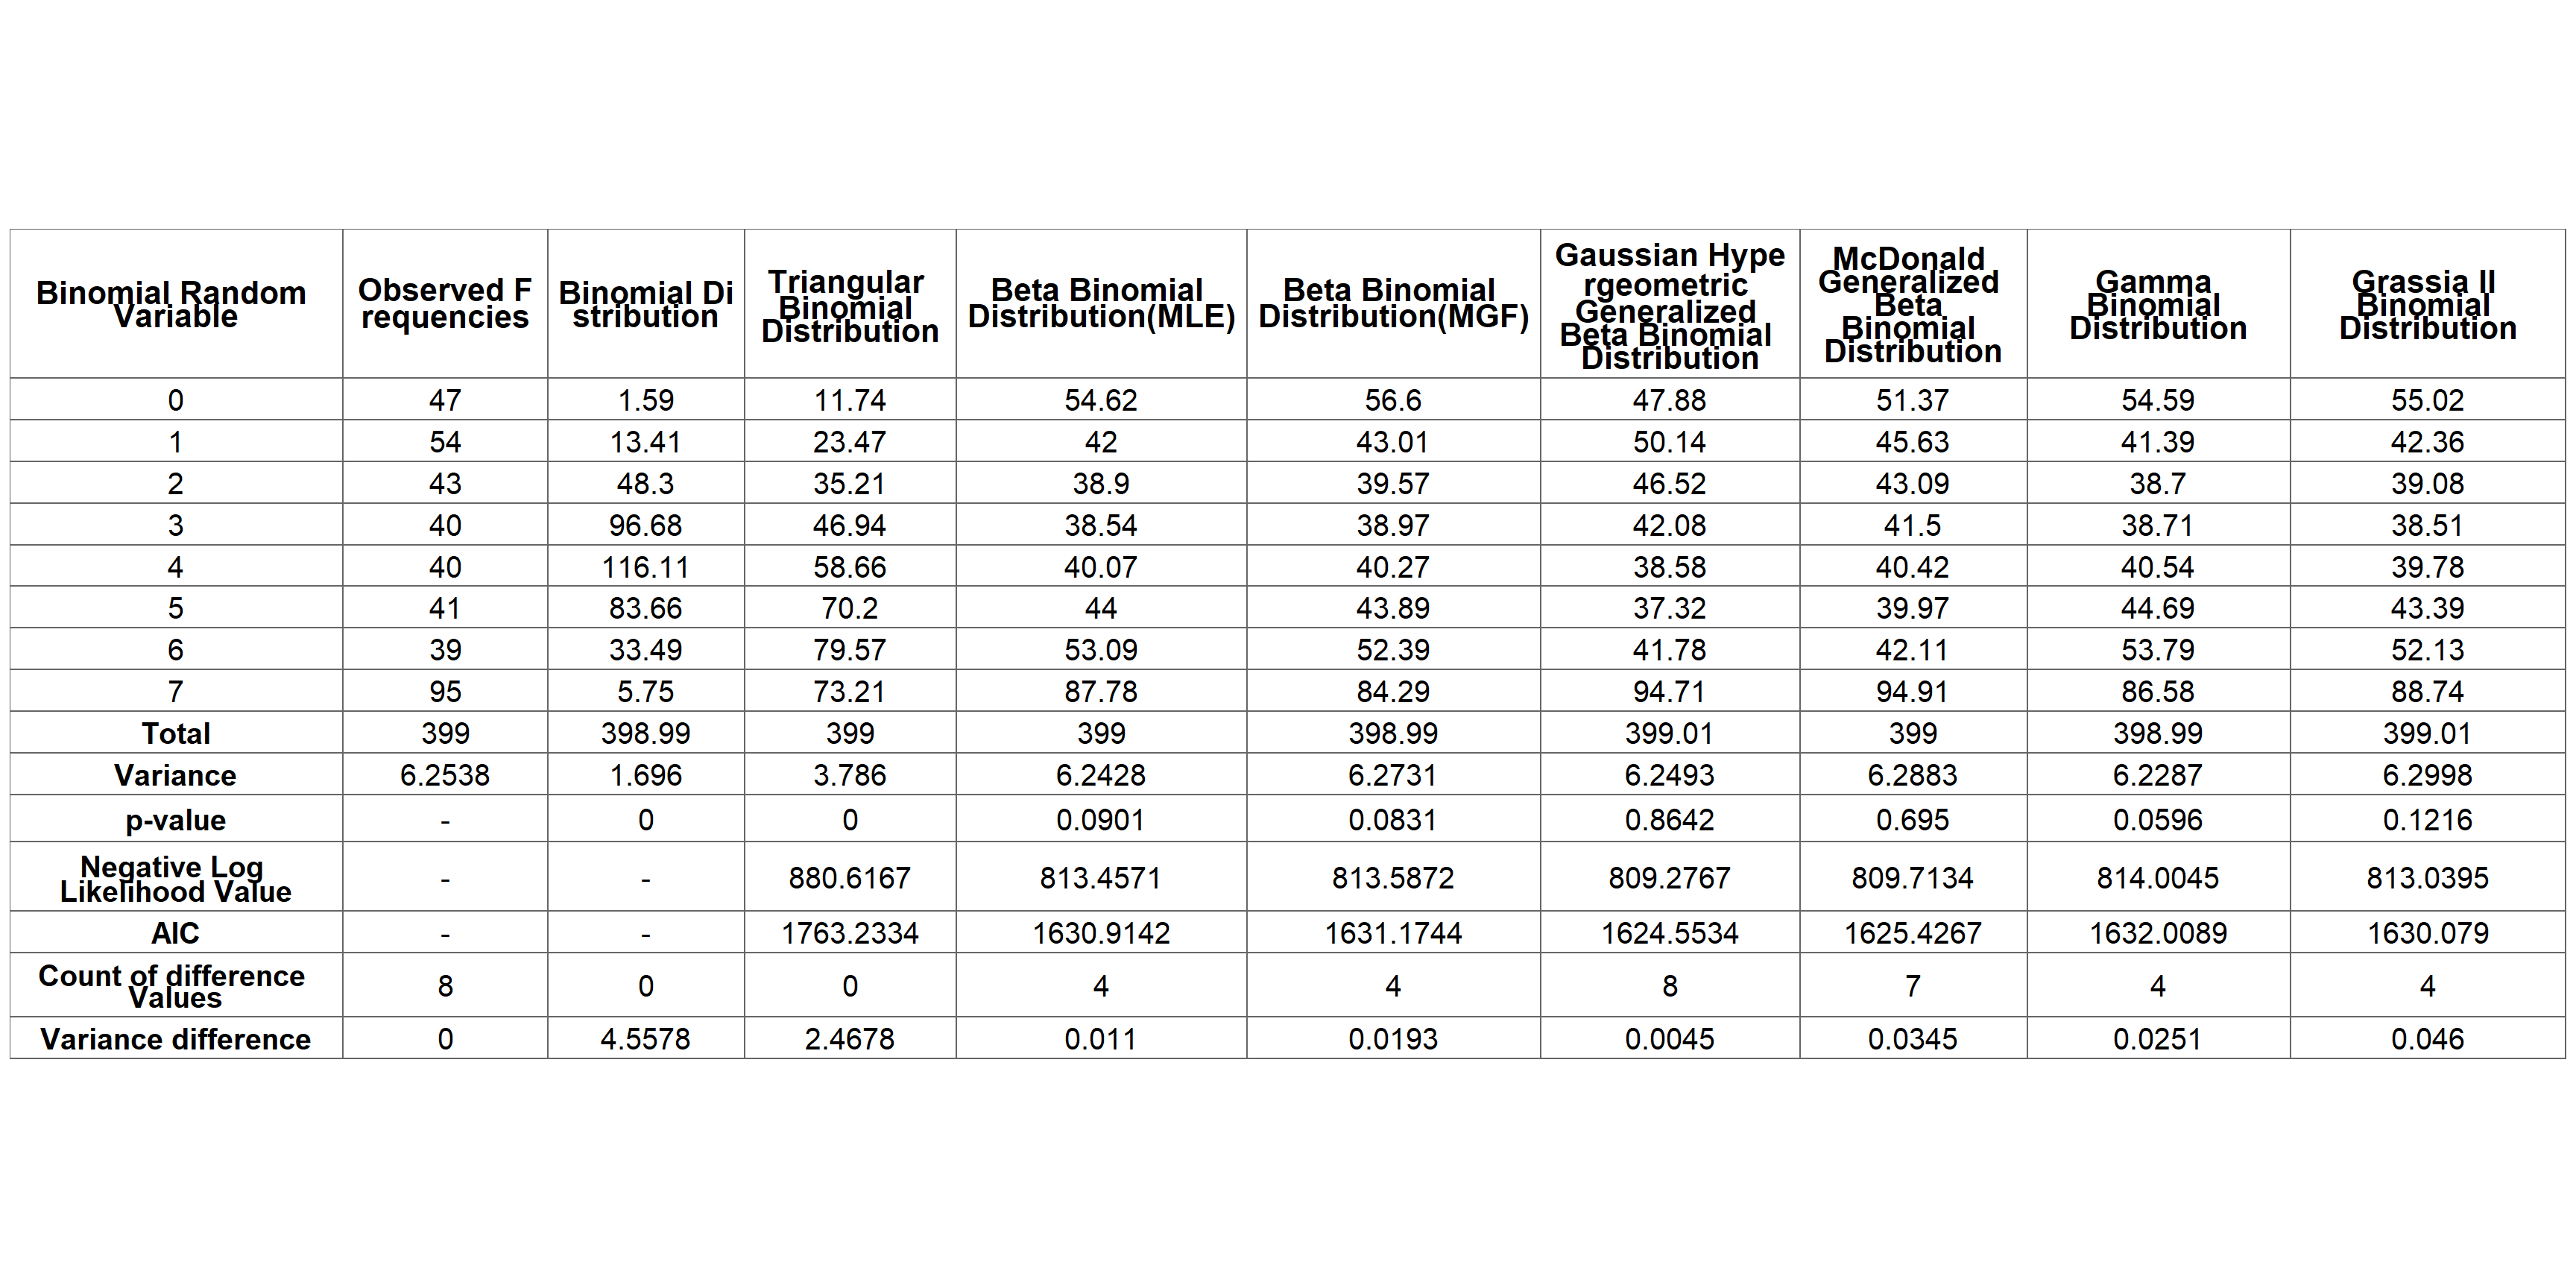 Binomial Random
Variable
Observed F
requencies
Binomial Di
stribution
Triangular
Binomial
Distribution
Beta Binomial
Distribution(MLE)
Beta Binomial
Distribution(MGF)
Gaussian Hype
rgeometric
Generalized
Beta Binomial
Distribution
McDonald
Generalized
Beta
Binomial
Distribution
Gamma
Binomial
Distribution
Grassia II
Binomial
Distribution
0 47 1.59 11.74 54.62 56.6 47.88 51.37 54.59 55.02
1 54 13.41 23.47 42 43.01 50.14 45.63 41.39 42.36
2 43 48.3 35.21 38.9 39.57 46.52 43.09 38.7 39.08
3 40 96.68 46.94 38.54 38.97 42.08 41.5 38.71 38.51
4 40 116.11 58.66 40.07 40.27 38.58 40.42 40.54 39.78
5 41 83.66 70.2 44 43.89 37.32 39.97 44.69 43.39
6 39 33.49 79.57 53.09 52.39 41.78 42.11 53.79 52.13
7 95 5.75 73.21 87.78 84.29 94.71 94.91 86.58 88.74
Total 399 398.99 399 399 398.99 399.01 399 398.99 399.01
Variance 6.2538 1.696 3.786 6.2428 6.2731 6.2493 6.2883 6.2287 6.2998
p-value - 0 0 0.0901 0.0831 0.8642 0.695 0.0596 0.1216
Negative Log
Likelihood Value - - 880.6167 813.4571 813.5872 809.2767 809.7134 814.0045 813.0395
AIC - - 1763.2334 1630.9142 1631.1744 1624.5534 1625.4267 1632.0089 1630.079
Count of difference
Values 8 0 0 4 4 8 7 4 4
Variance difference 0 4.5578 2.4678 0.011 0.0193 0.0045 0.0345 0.0251 0.046